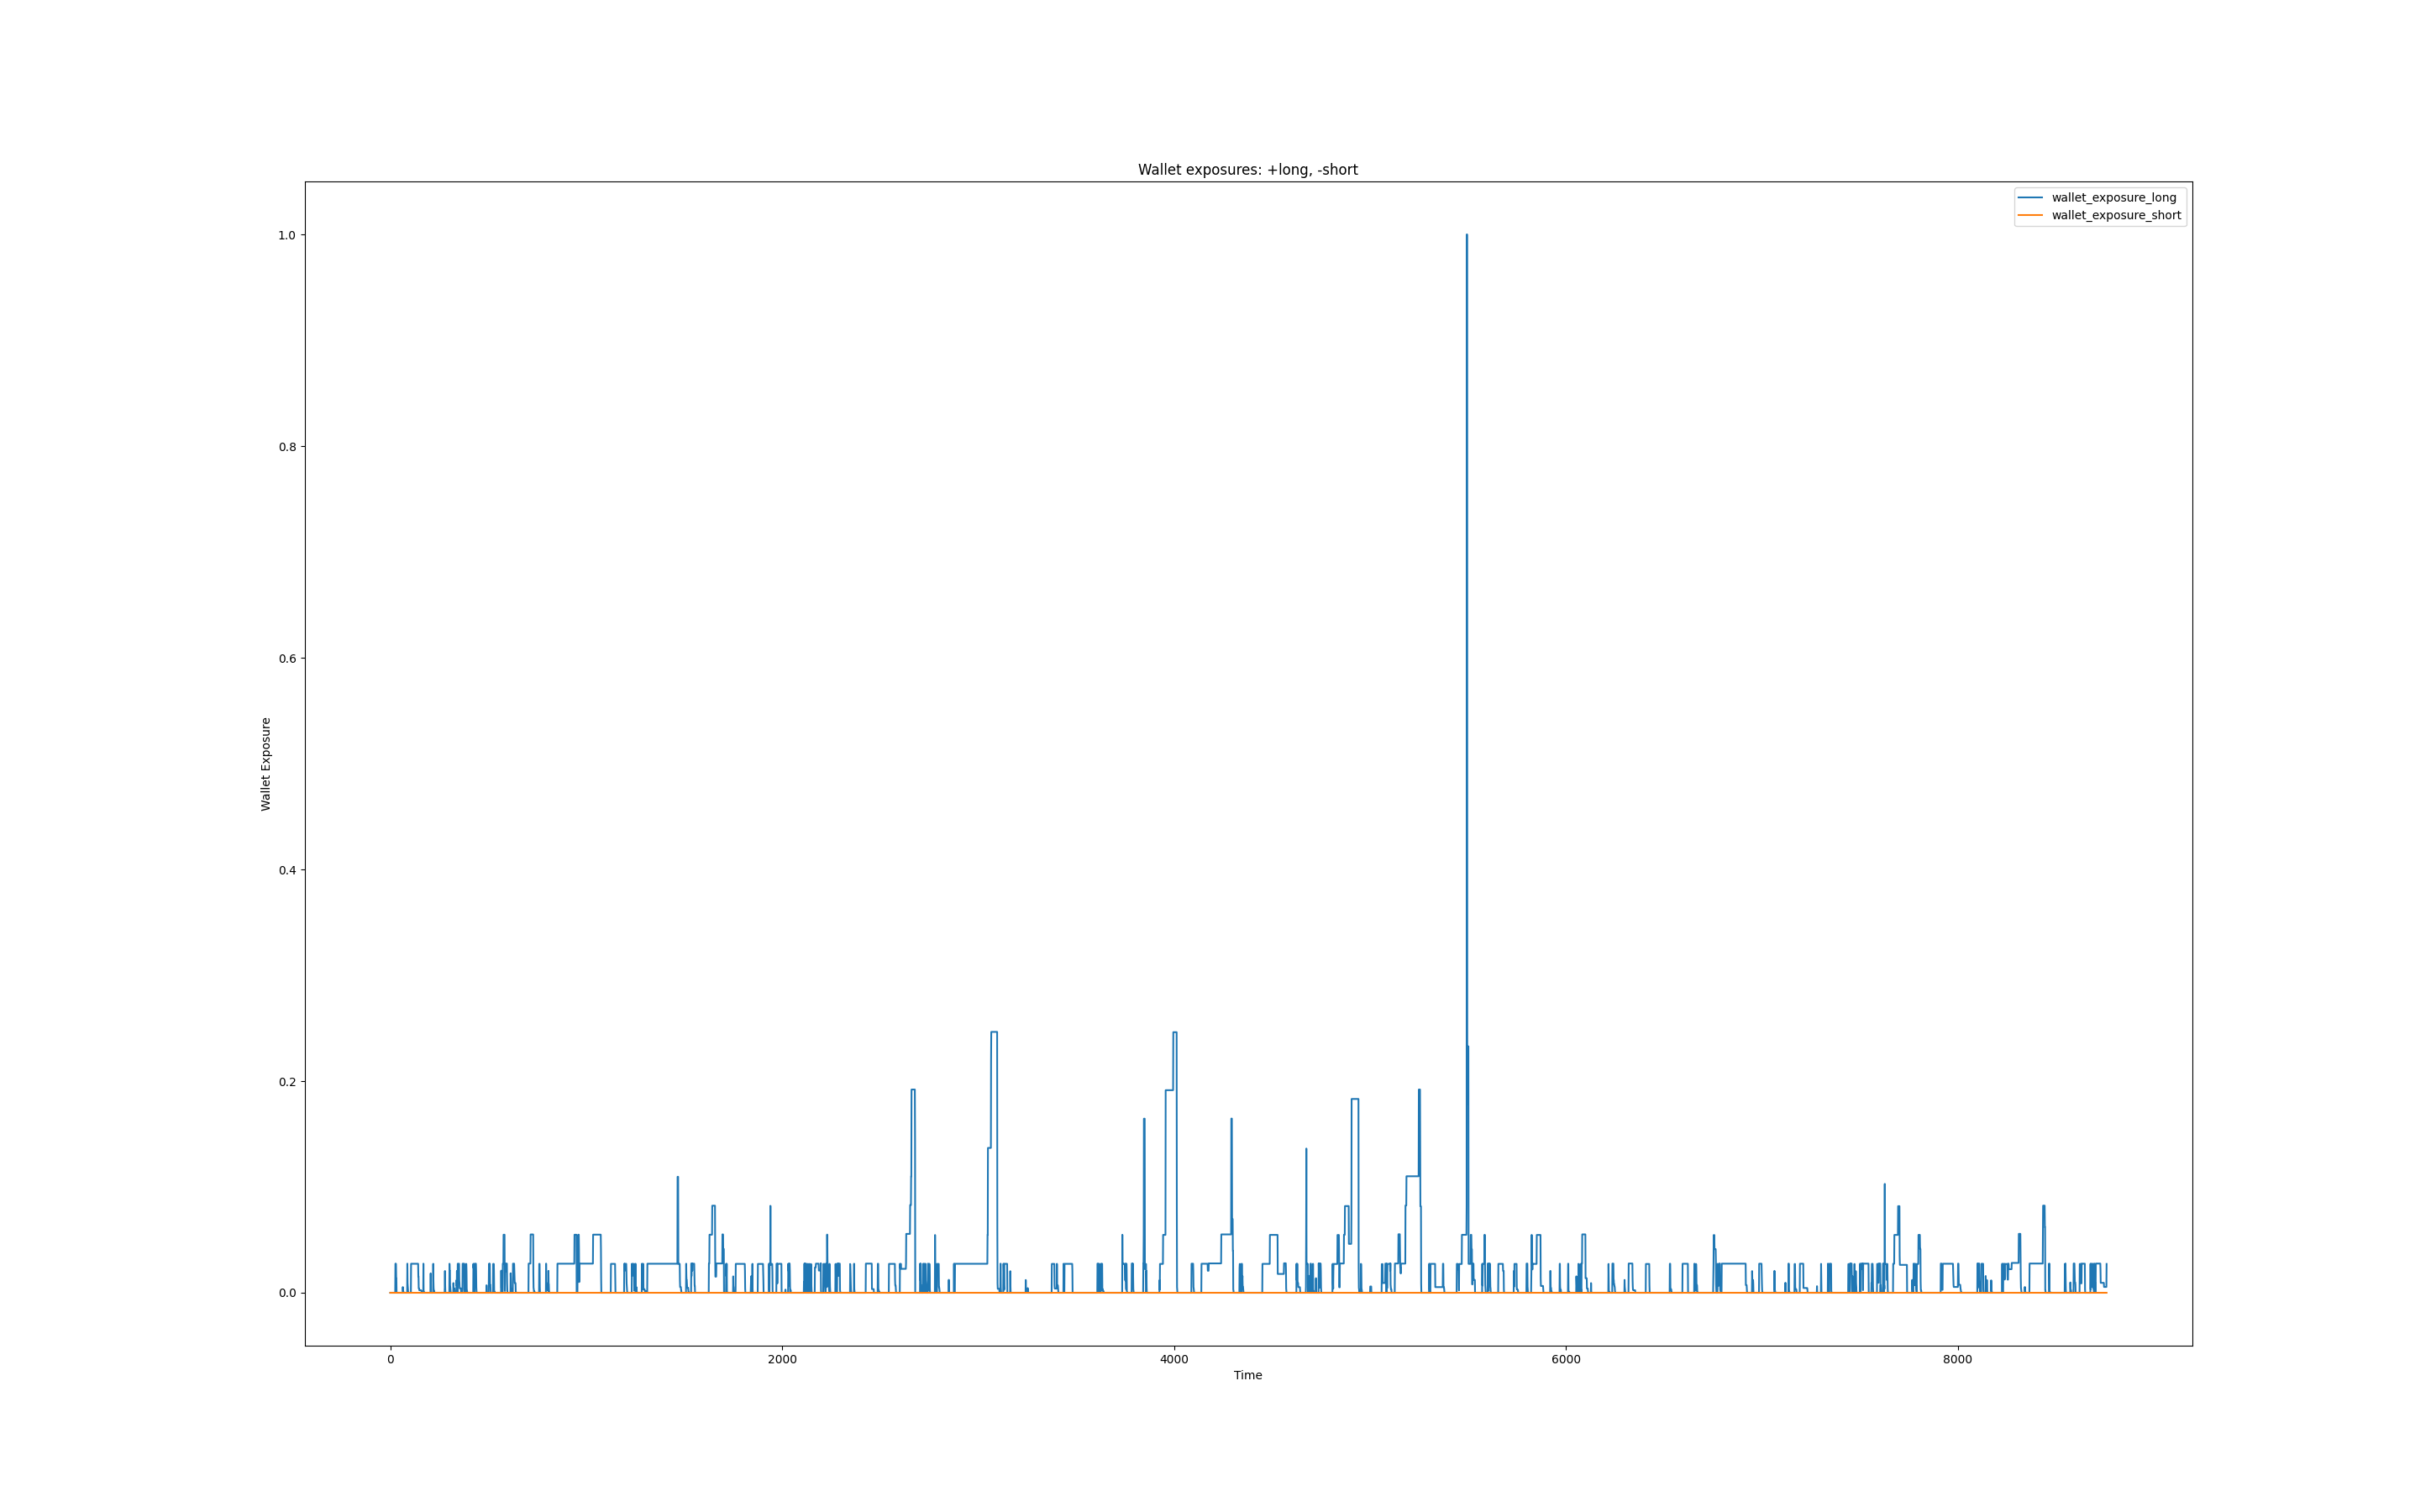 Wallet exposures: +long, -short
wallet_exposure_long
wallet_exposure_short
1.0
0.8
0.6
0.4
0.2
0.0
Wallet Exposure
0 2000 4000 6000 8000
Time